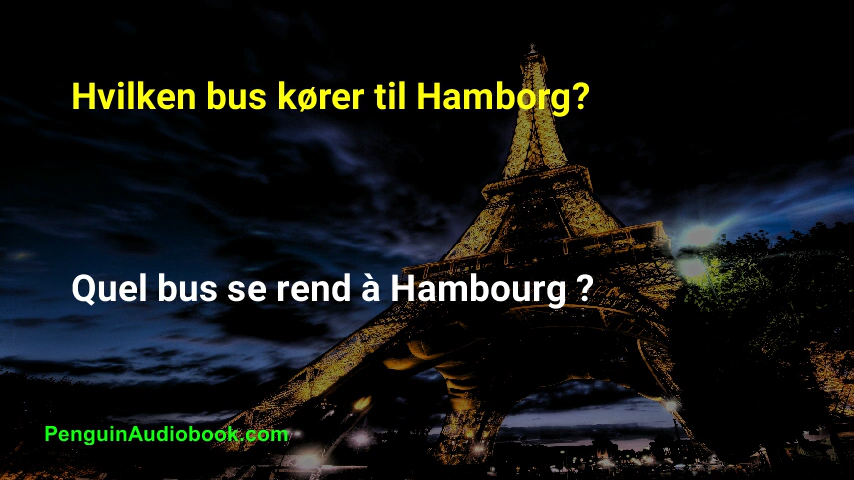 Hvilken bus kører til Hamborg?
Quel bus se rend à Hambourg ?
PenguinAudiobook.com